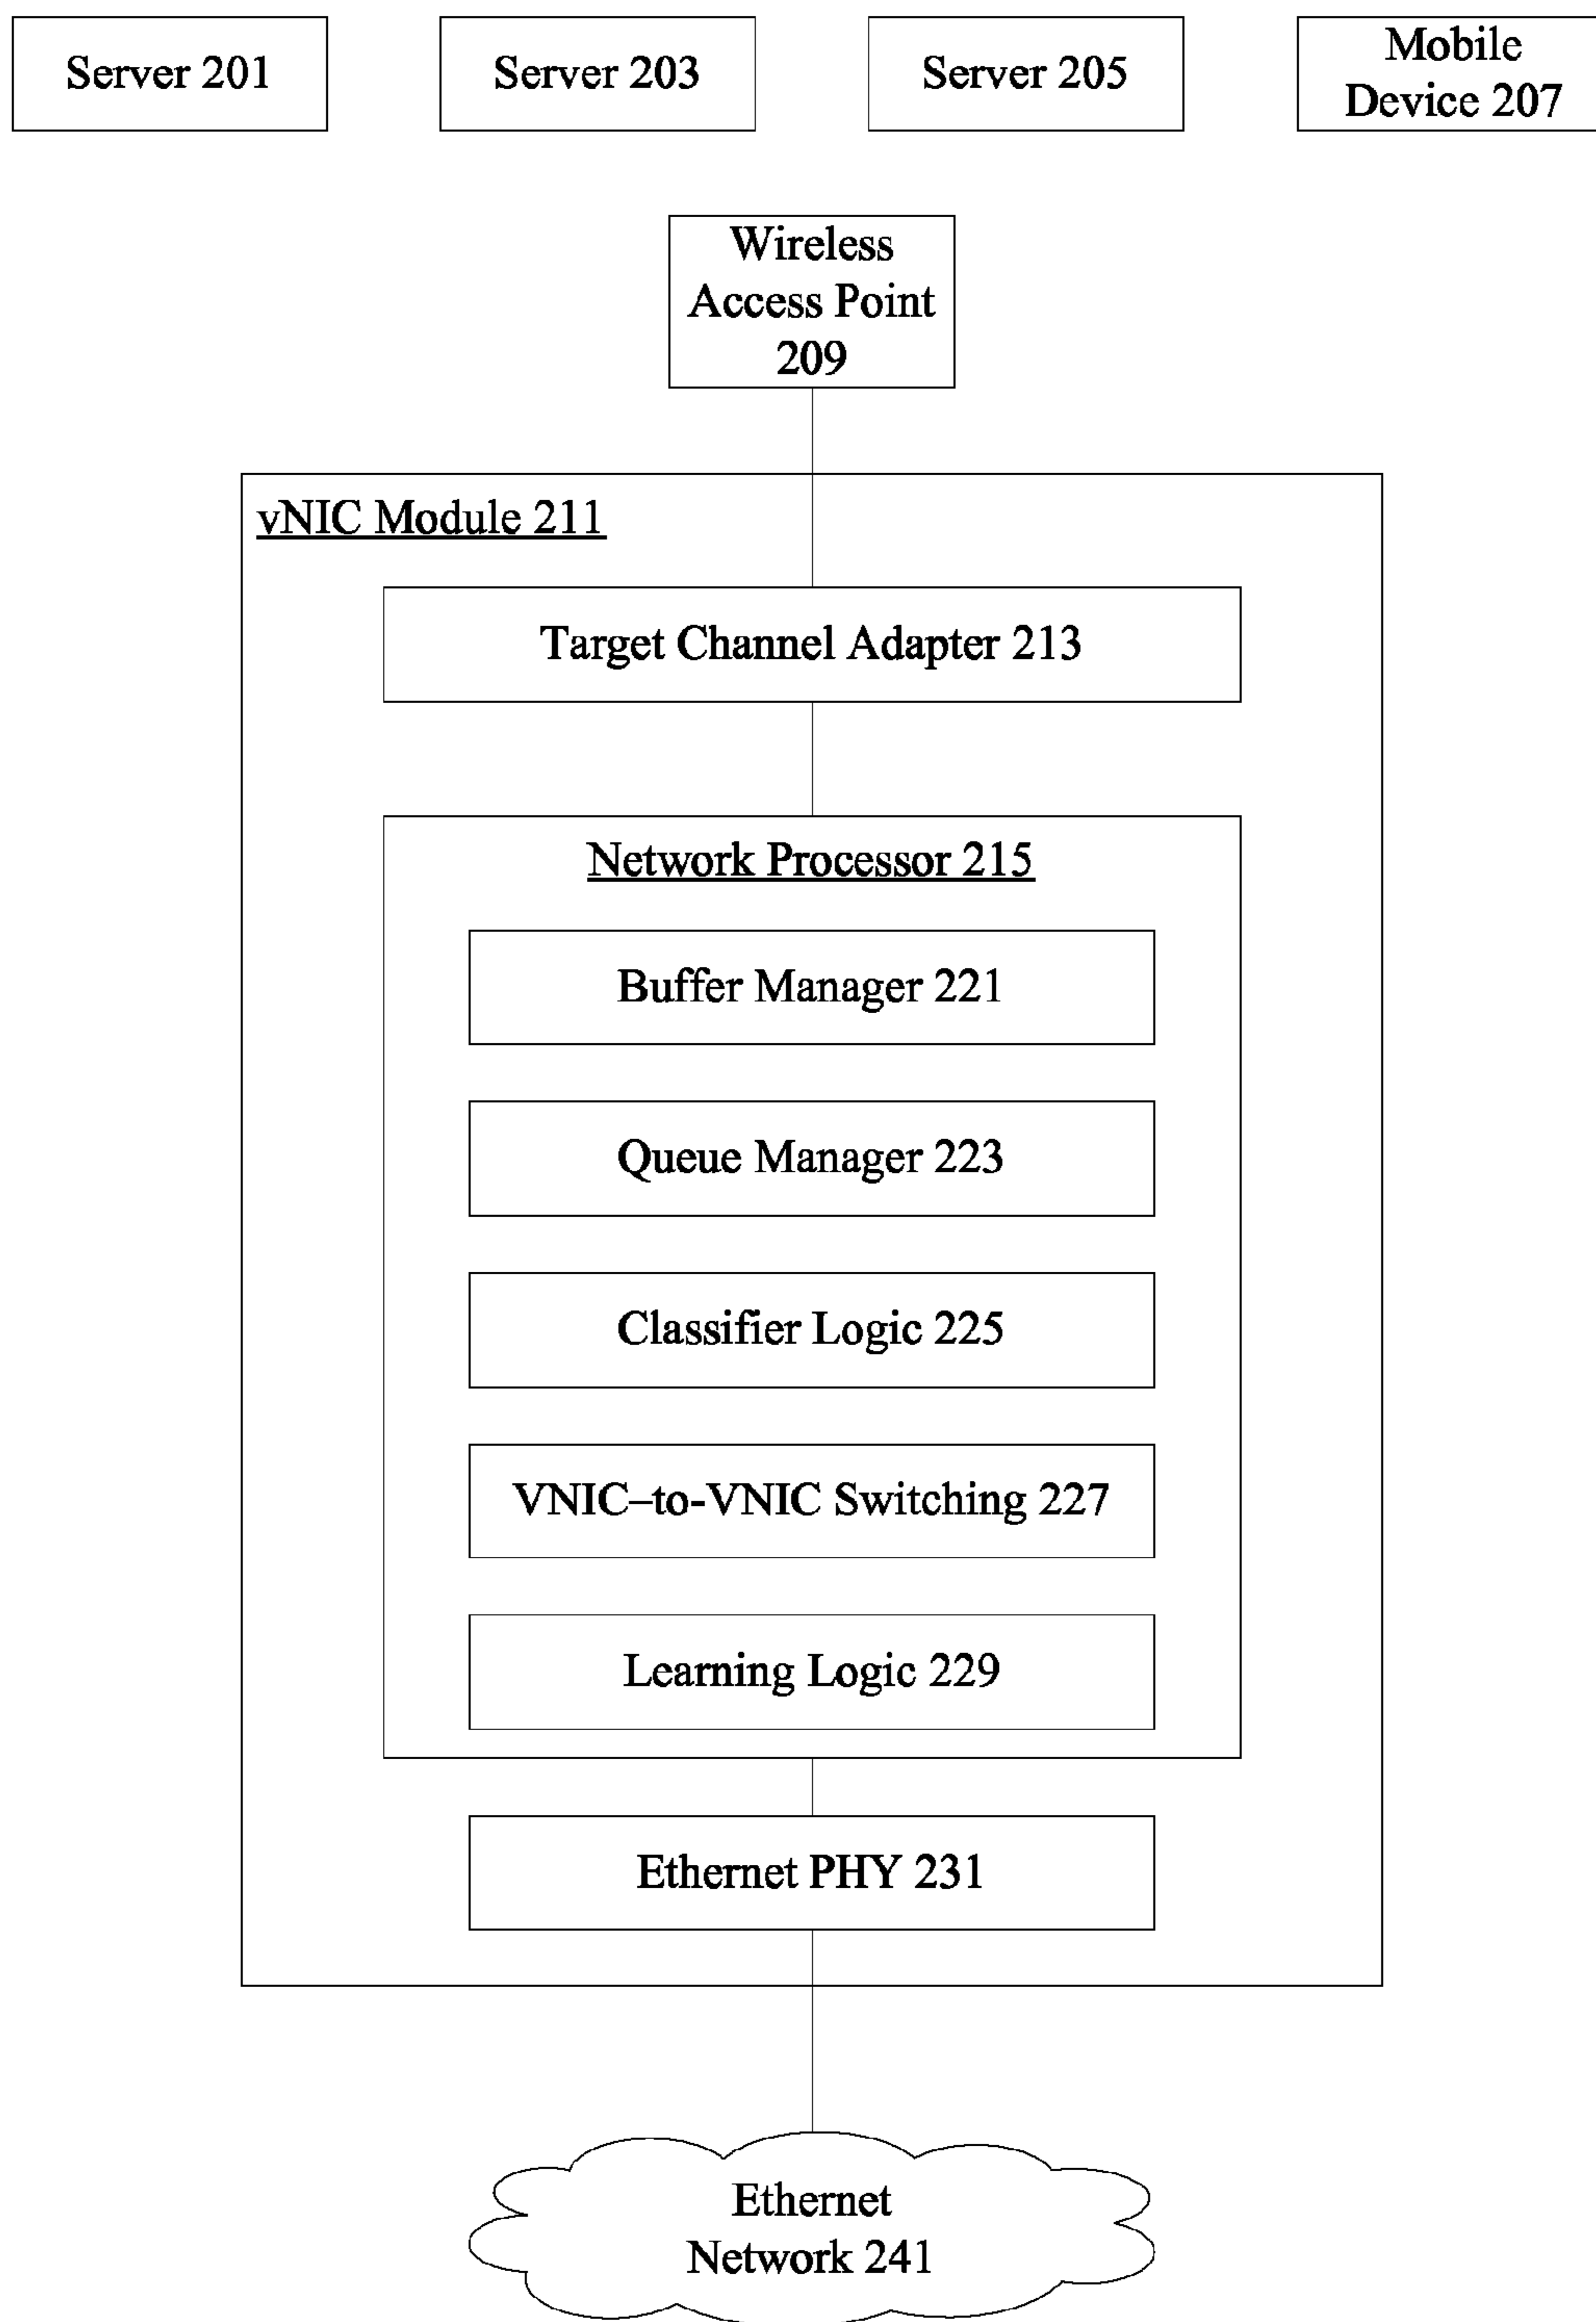 Server 201
Server 203
Server 205
Mobile
Device 207
Wireless
Access Point
209
vNIC Module 211
Target Channel Adapter 213
Network Processor 215
Buffer Manager 221
Queue Manager 223
Classifier Logic 225
VNIC–to-VNIC Switching 227
Learning Logic 229
Ethernet PHY 231
Ethernet
Network 241